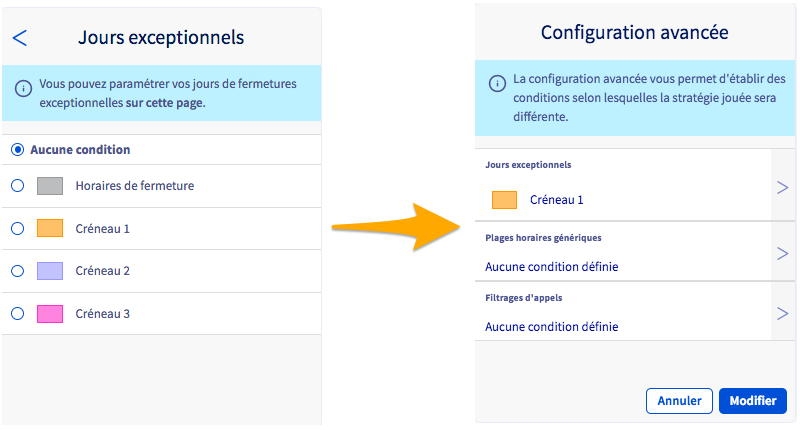 Jours exceptionnels
Vous pouvez paramétrer vos jours de fermetures
exceptionnelles sur cette page.
Aucune condition
Horaires de fermeture
Créneau 1
Créneau 2
Créneau 3
Configuration avancée
La configuration avancée vous permet d'établir des
conditions selon lesquelles la stratégie jouée sera
différente.
Jours exceptionnels
Créneau 1
Plages horaires génériques
Aucune condition définie
Filtrages d'appels
Aucune condition définie
Annuler
Modifier